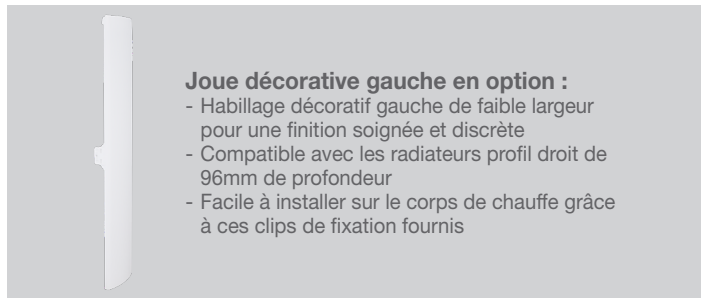 Joue décorative gauche en option :
- Habillage décoratif gauche de faible largeur
pour une finition soignée et discrète
- Compatible avec les radiateurs profil droit de
96mm de profondeur
- Facile à installer sur le corps de chauffe grâce
à ces clips de fixation fournis